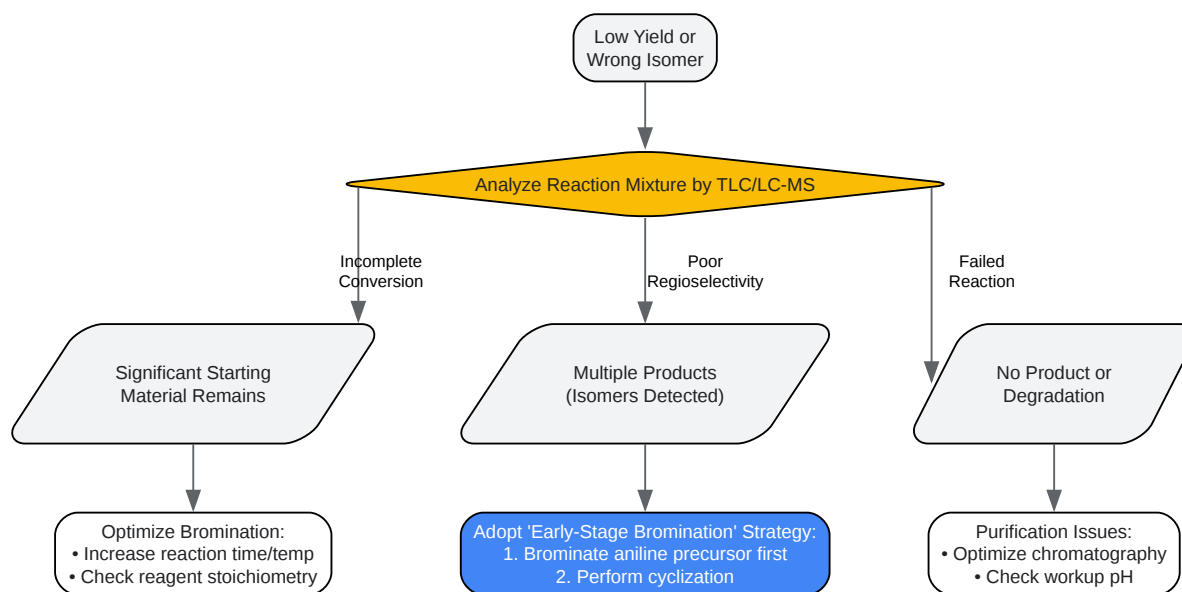 Low Yield or
Wrong Isomer
Analyze Reaction Mixture by TLC/LC-MS
Incomplete
Conversion
Poor
Regioselectivity
Failed
Reaction
Significant Starting
Material Remains
Multiple Products
(Isomers Detected)
No Product or
Degradation
Optimize Bromination:
• Increase reaction time/temp
• Check reagent stoichiometry
Adopt 'Early-Stage Bromination' Strategy:
1. Brominate aniline precursor first
2. Perform cyclization
Purification Issues:
• Optimize chromatography
• Check workup pH